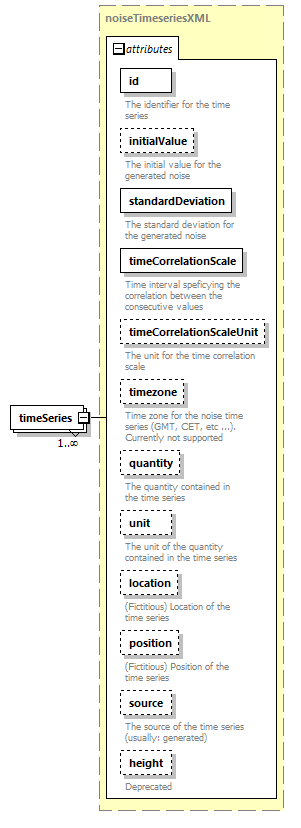 noiseTimeseriesXML
attributes
id
The identifier for the time
series
initialValue
The initial value for the
generated noise
standardDeviation
The standard deviation for
the generated noise
timeCorrelationScale
Time interval speficying the
correlation between the
consecutive values
timeCorrelationScaleUnit
The unit for the time correlation
scale
timezone
Time zone for the noise time
series (GMT, CET, etc ...).
Currently not supported
timeSeries
1..∞
quantity
The quantity contained in
the time series
unit
The unit of the quantity
contained in the time series
location
(Fictitious) Location of the
time series
position
(Fictitious) Position of the
time series
source
The source of the time series
(usually: generated)
height
Deprecated